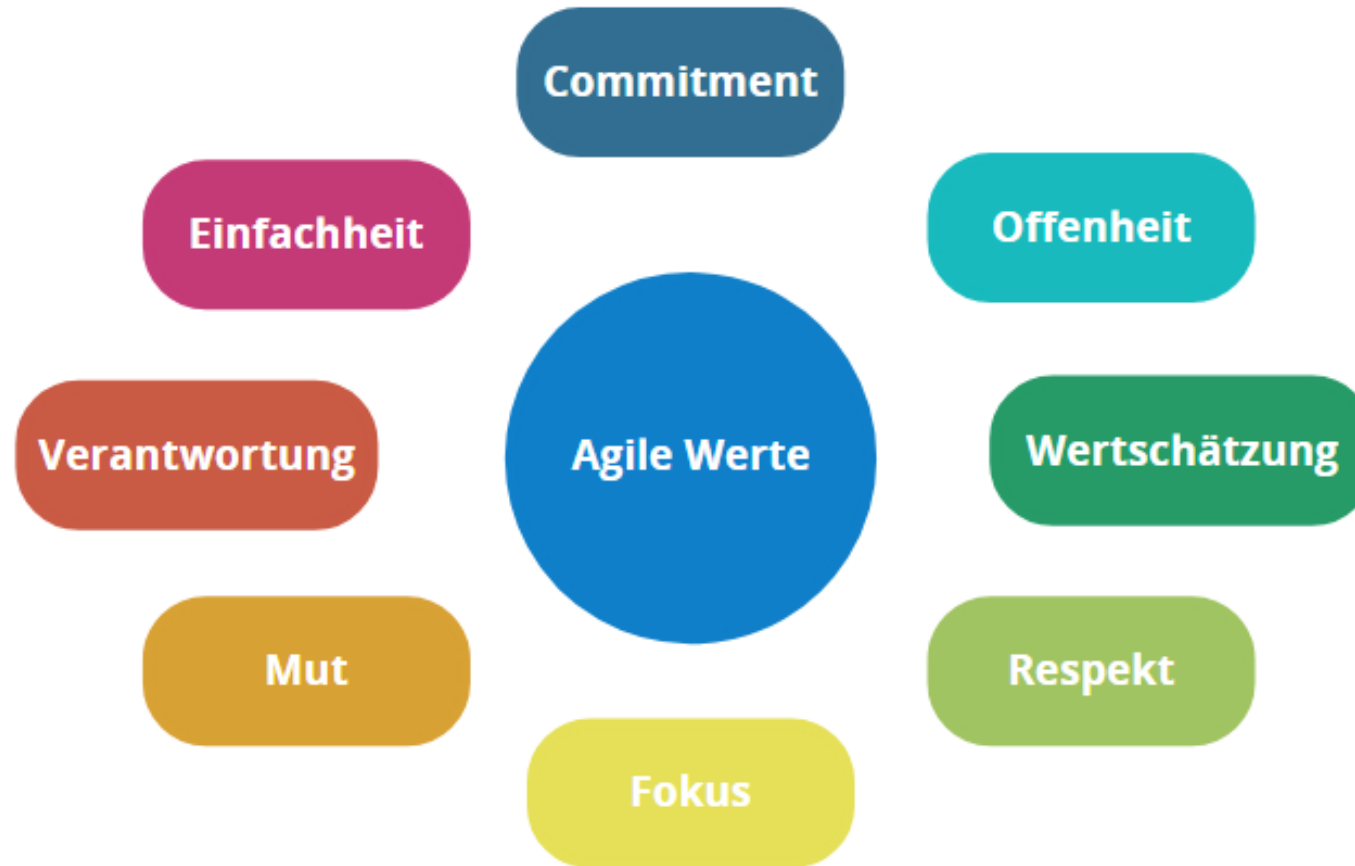 Commitment
Einfachheit
Offenheit
Verantwortung
Agile Werte
Wertschätzung
Mut
Respekt
Fokus